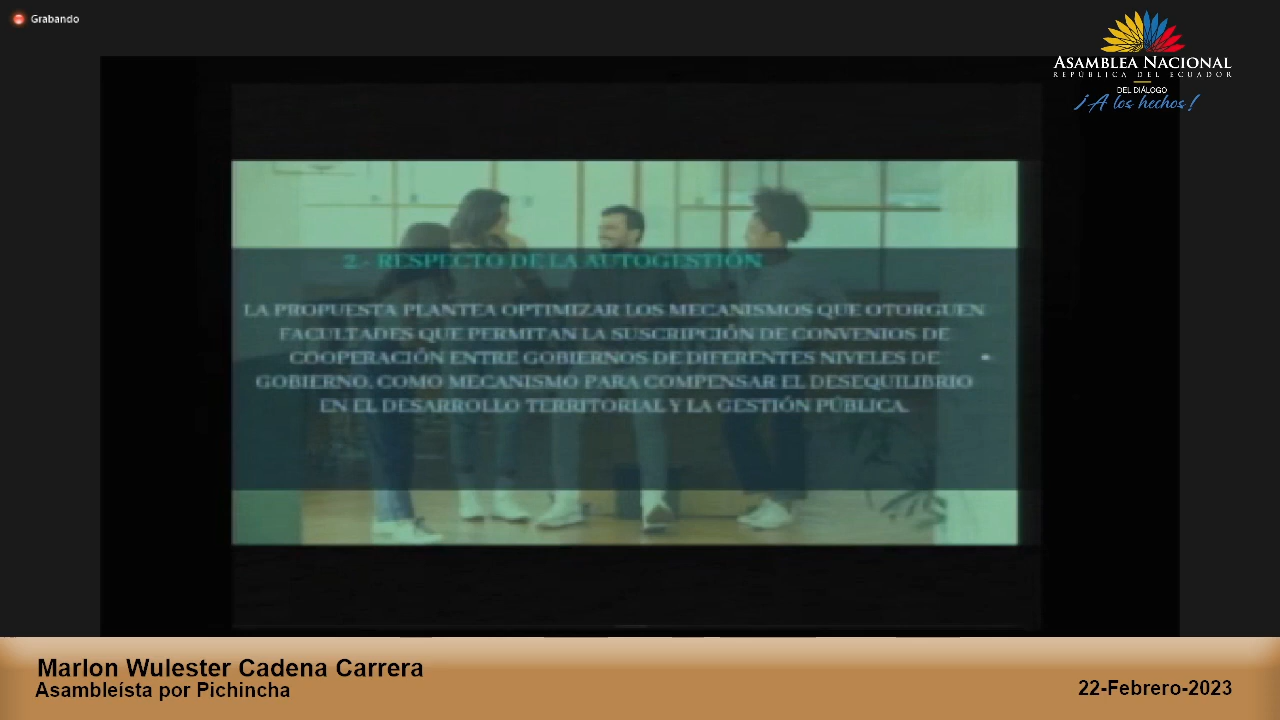 Grabando
ASAMBLEA NACIONAL
REPÚBLICA DEL ECUADOR
DEL DIÁLOGO
¡A los hechos!
2.- RESPECTO DE LA AUTOGESTIÓN
LA PROPUESTA PLANTEA OPTIMIZAR LOS MECANISMOS QUE OTORGUEN
FACULTADES QUE PERMITAN LA SUSCRIPCIÓN DE CONVENIOS DE
COOPERACIÓN ENTRE GOBIERNOS DE DIFERENTES NIVELES DE
GOBIERNO, COMO MECANISMO PARA COMPENSAR EL DESEQUILIBRIO
EN EL DESARROLLO TERRITORIAL Y LA GESTIÓN PÚBLICA.
Marlon Wulester Cadena Carrera
Asambleísta por Pichincha
22-Febrero-2023